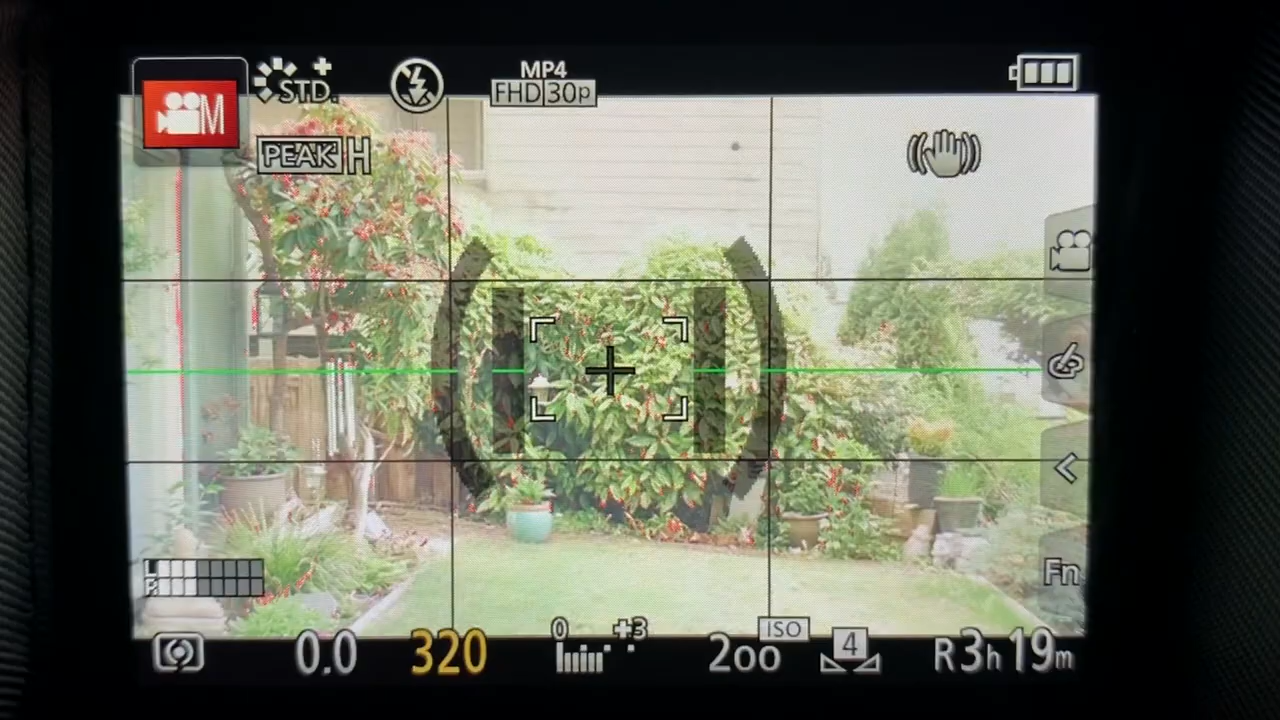 M
STD.
MP4
FHD 30p
PEAK H
Fn
L
R
0.0
320
0 +3
200
ISO
4
R3h19m